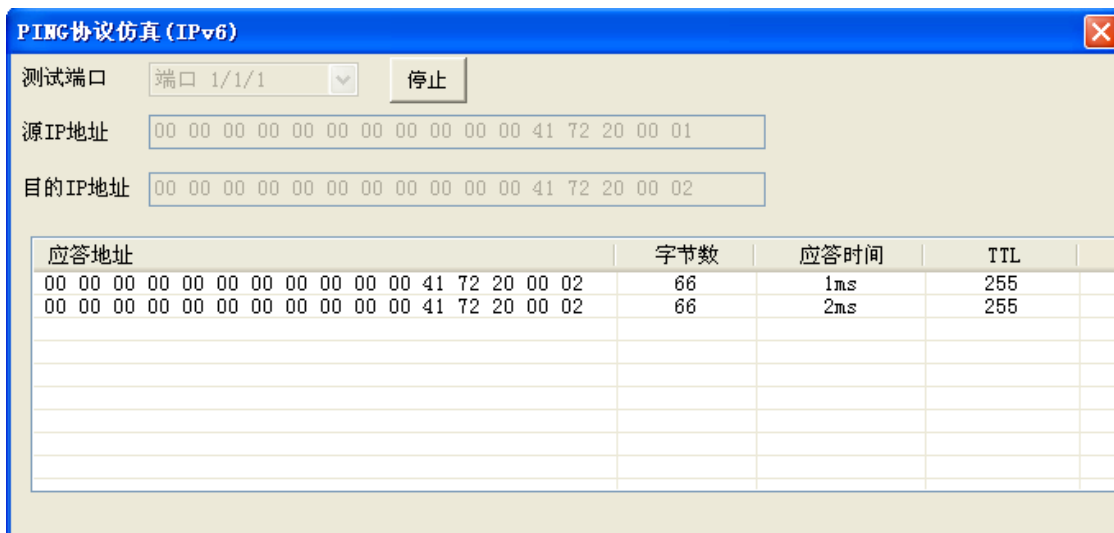 PING协议仿真(IPv6)
测试端口 端口 1/1/1 停止
源IP地址 00 00 00 00 00 00 00 00 00 00 00 41 72 20 00 01
目的IP地址 00 00 00 00 00 00 00 00 00 00 00 41 72 20 00 02
应答地址 字节数 应答时间 TTL
00 00 00 00 00 00 00 00 00 00 00 41 72 20 00 02 66 1ms 255
00 00 00 00 00 00 00 00 00 00 00 41 72 20 00 02 66 2ms 255